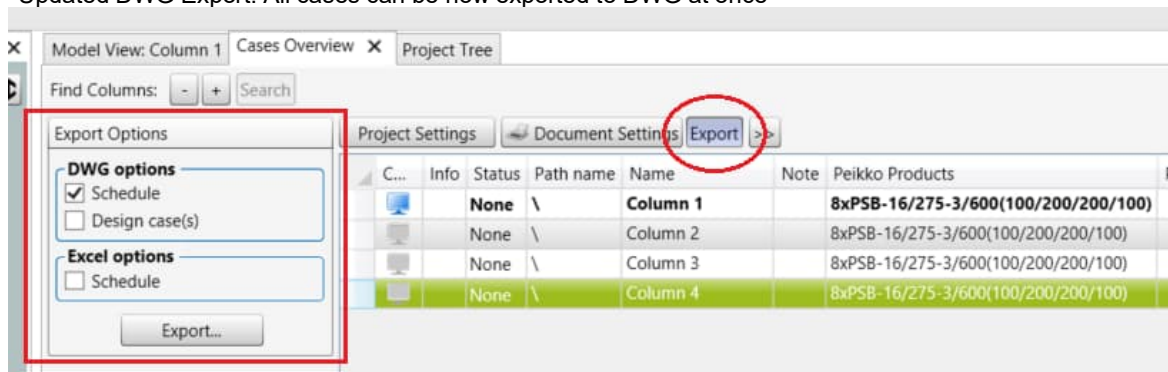 Updated DWG Export: All cases can be now exported to DWG at once
Model View: Column 1 Cases Overview X Project Tree
Find Columns: - + Search
Export Options
DWG options
Schedule
Design case(s)
Excel options
Schedule
Export...
Project Settings Document Settings Export >>
C... Info Status Path name Name Note Peikko Products
None \ Column 1 8xPSB-16/275-3/600(100/200/200/100)
None \ Column 2 8xPSB-16/275-3/600(100/200/200/100)
None \ Column 3 8xPSB-16/275-3/600(100/200/200/100)
None \ Column 4 8xPSB-16/275-3/600(100/200/200/100)